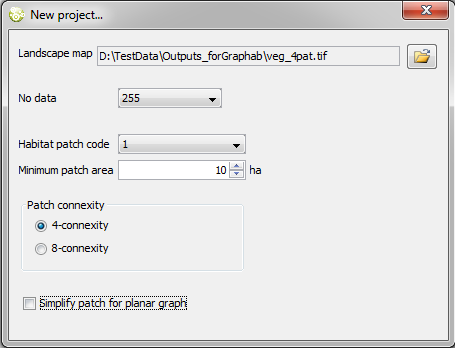 New project...
Landscape map D:\TestData\Outputs_forGraphab\veg_4pat.tif
No data 255
Habitat patch code 1
Minimum patch area 10 ha
Patch connexity
4-connexity
8-connexity
Simplify patch for planar graph